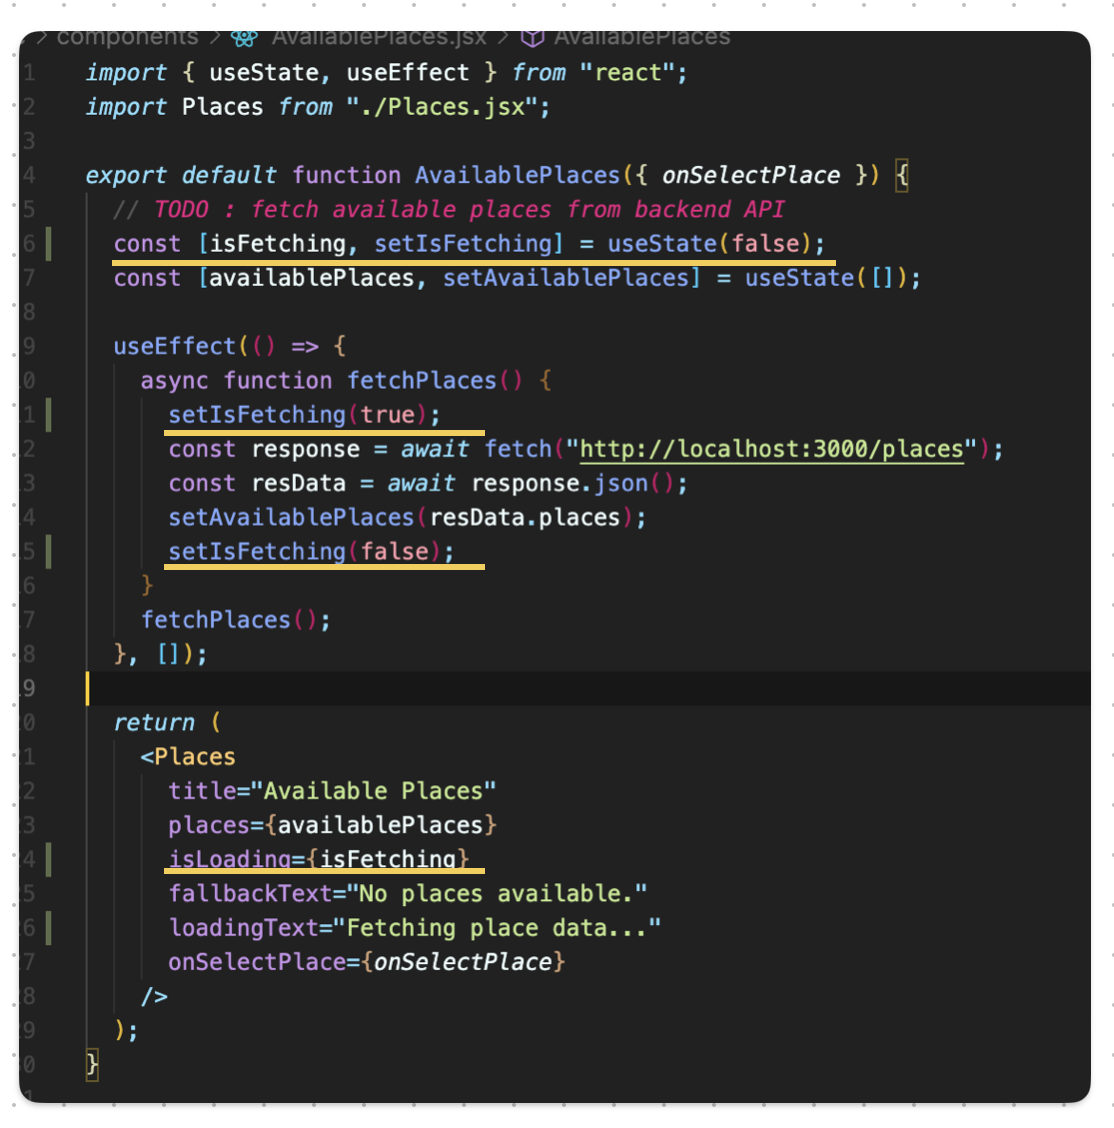 components > AvailablePlaces.jsx > AvailablePlaces
1 import { useState, useEffect } from "react";
2 import Places from "./Places.jsx";
3
4 export default function AvailablePlaces({ onSelectPlace }) {
5 // TODO : fetch available places from backend API
6 const [isFetching, setIsFetching] = useState(false);
7 const [availablePlaces, setAvailablePlaces] = useState([]);
8
9 useEffect(() => {
0 async function fetchPlaces() {
1 setIsFetching(true);
2 const response = await fetch("http://localhost:3000/places");
3 const resData = await response.json();
4 setAvailablePlaces(resData.places);
5 setIsFetching(false);
6 }
7 fetchPlaces();
8 }, []);
9
0 return (
1 <Places
2 title="Available Places"
3 places={availablePlaces}
4 isLoading={isFetching}
5 fallbackText="No places available."
6 loadingText="Fetching place data..."
7 onSelectPlace={onSelectPlace}
8 />
9 );
0 }